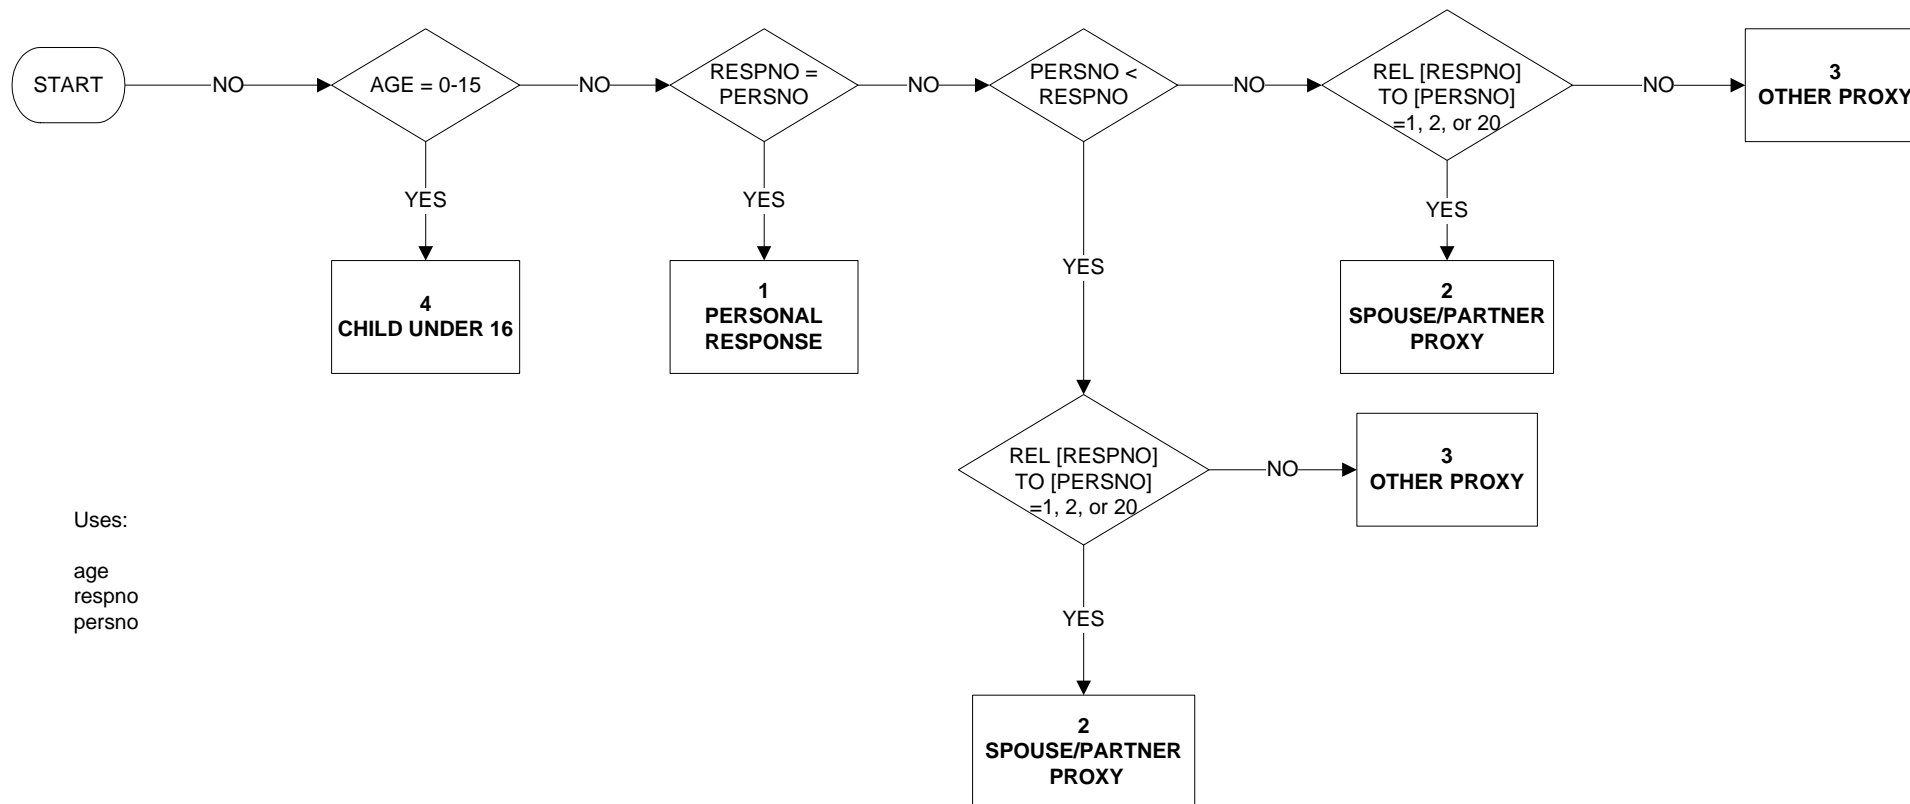 START
NO
AGE = 0-15
NO
RESPNO =
PERSNO
NO
PERSNO <
RESPNO
NO
REL [RESPNO]
TO [PERSNO]
=1, 2, or 20
NO
3
OTHER PROXY
YES
YES
YES
YES
4
CHILD UNDER 16
1
PERSONAL
RESPONSE
2
SPOUSE/PARTNER
PROXY
REL [RESPNO]
TO [PERSNO]
=1, 2, or 20
NO
3
OTHER PROXY
Uses:
age
respno
persno
YES
2
SPOUSE/PARTNER
PROXY